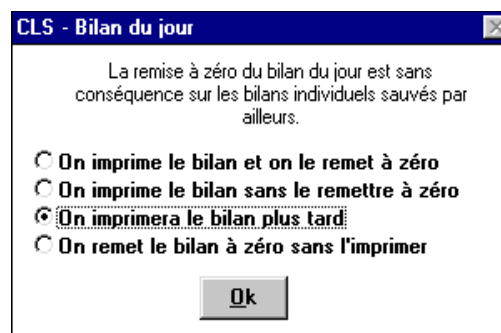 CLS - Bilan du jour
La remise à zéro du bilan du jour est sans
conséquence sur les bilans individuels sauvés par
ailleurs.
On imprime le bilan et on le remet à zéro
On imprime le bilan sans le remettre à zéro
On imprimera le bilan plus tard
On remet le bilan à zéro sans l'imprimer
Ok